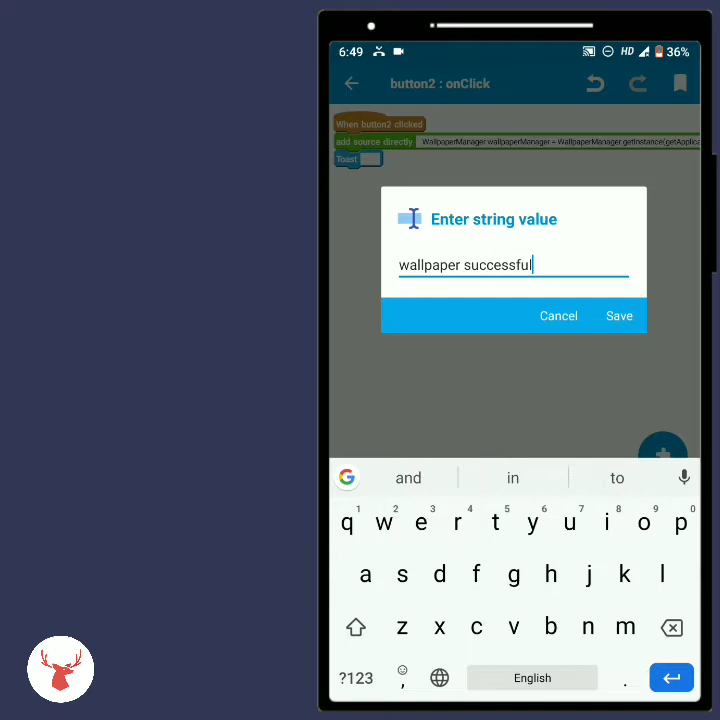 6:49 HD 36%
button2 : onClick
When button2 clicked
add source directly WallpaperManager wallpaperManager = WallpaperManager.getInstance(getApplica
Toast
Enter string value
wallpaper successful
Cancel Save
and in to
1 2 3 4 5 6 7 8 9 0
q w e r t y u i o p
a s d f g h j k l
z x c v b n m
?123 , English .